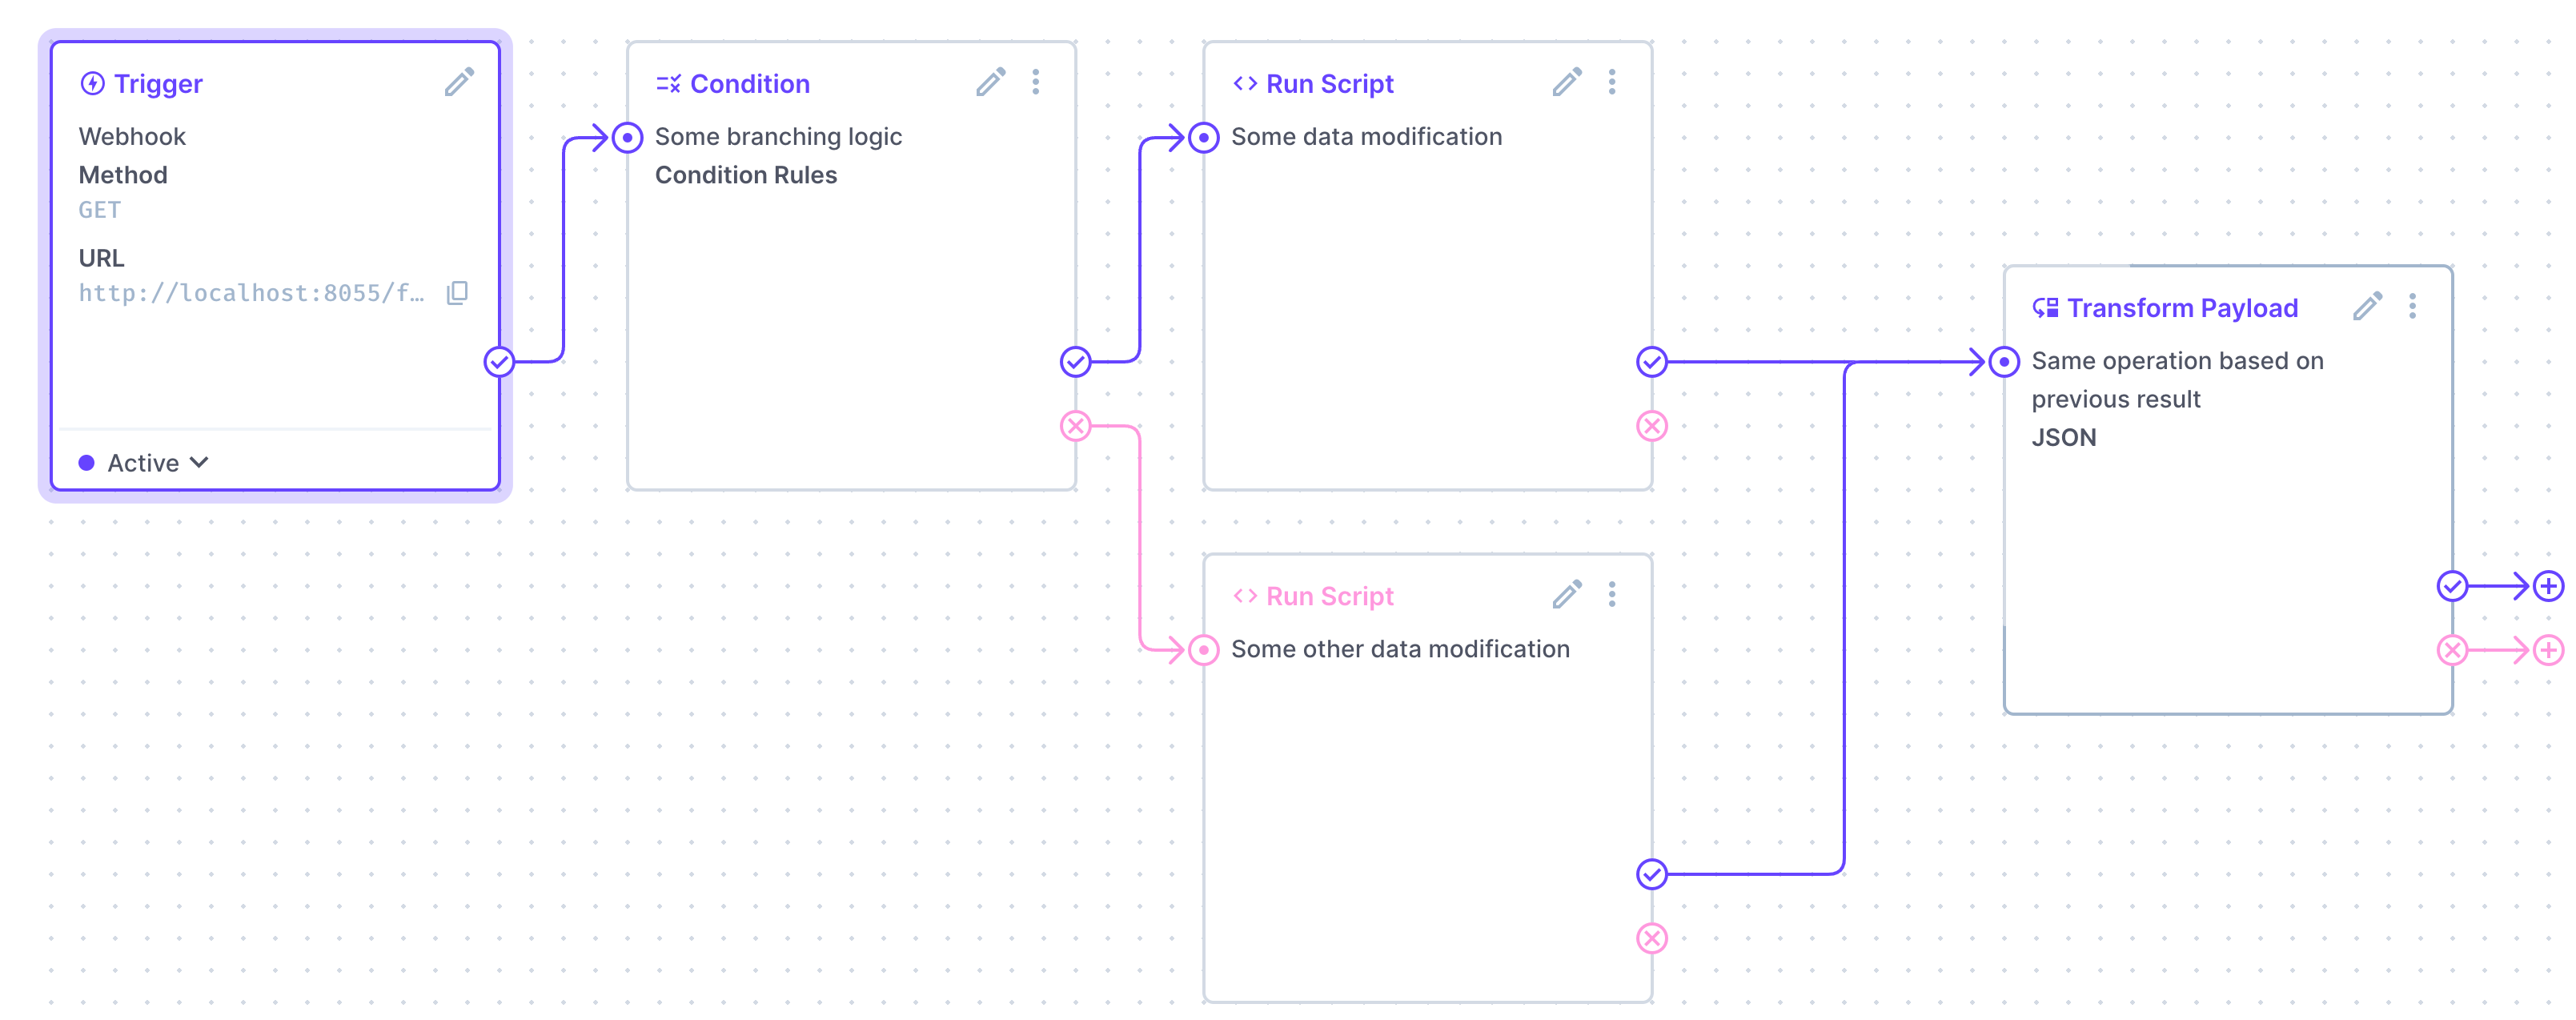 Trigger
Webhook
Method
GET
URL
http://localhost:8055/f…
Active
Condition
Some branching logic
Condition Rules
Run Script
Some data modification
Run Script
Some other data modification
Transform Payload
Same operation based on
previous result
JSON